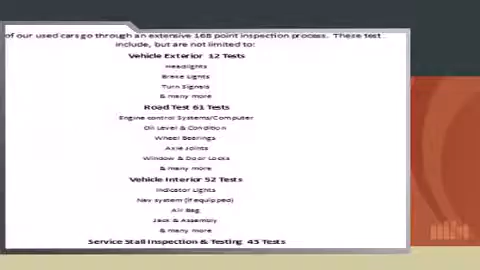 of our used cars go through an extensive 168 point inspection process. These test
include, but are not limited to:
Vehicle Exterior 12 Tests
Headlights
Brake Lights
Turn Signals
& many more
Road Test 61 Tests
Engine control Systems/Computer
Oil Level & Condition
Wheel Bearings
Axle Joints
Window & Door Locks
& many more
Vehicle Interior 52 Tests
Indicator Lights
Nav system (if equipped)
Air Bag
Jack & Assembly
& many more
Service Stall Inspection & Testing 43 Tests